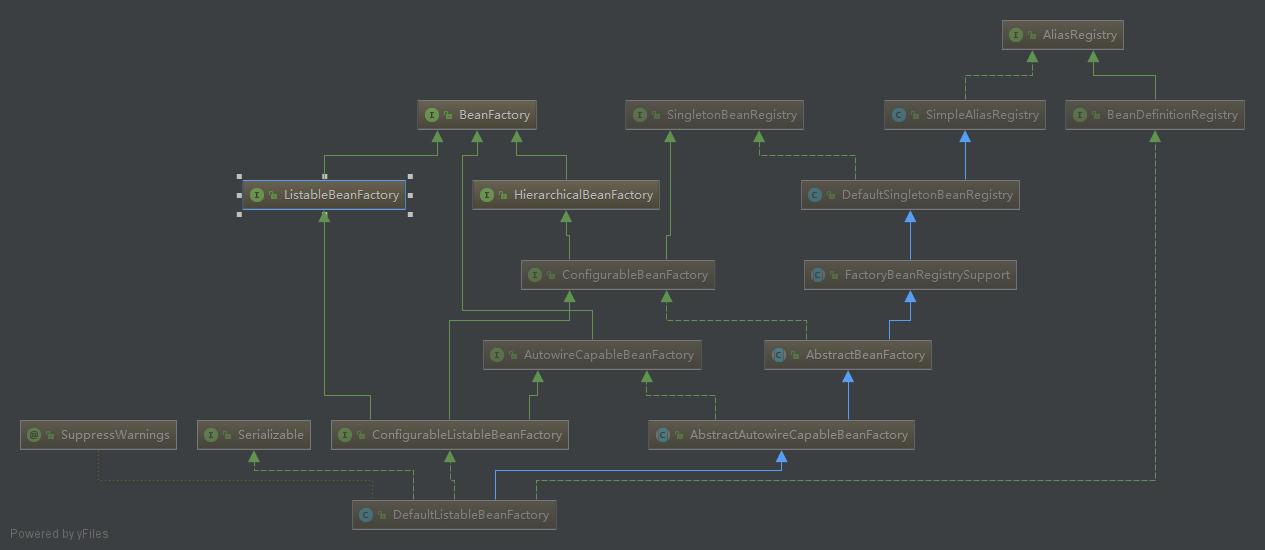 AliasRegistry
BeanFactory
SingletonBeanRegistry
SimpleAliasRegistry
BeanDefinitionRegistry
ListableBeanFactory
HierarchicalBeanFactory
DefaultSingletonBeanRegistry
ConfigurableBeanFactory
FactoryBeanRegistrySupport
AutowireCapableBeanFactory
AbstractBeanFactory
SuppressWarnings
Serializable
ConfigurableListableBeanFactory
AbstractAutowireCapableBeanFactory
DefaultListableBeanFactory
Powered by yFiles